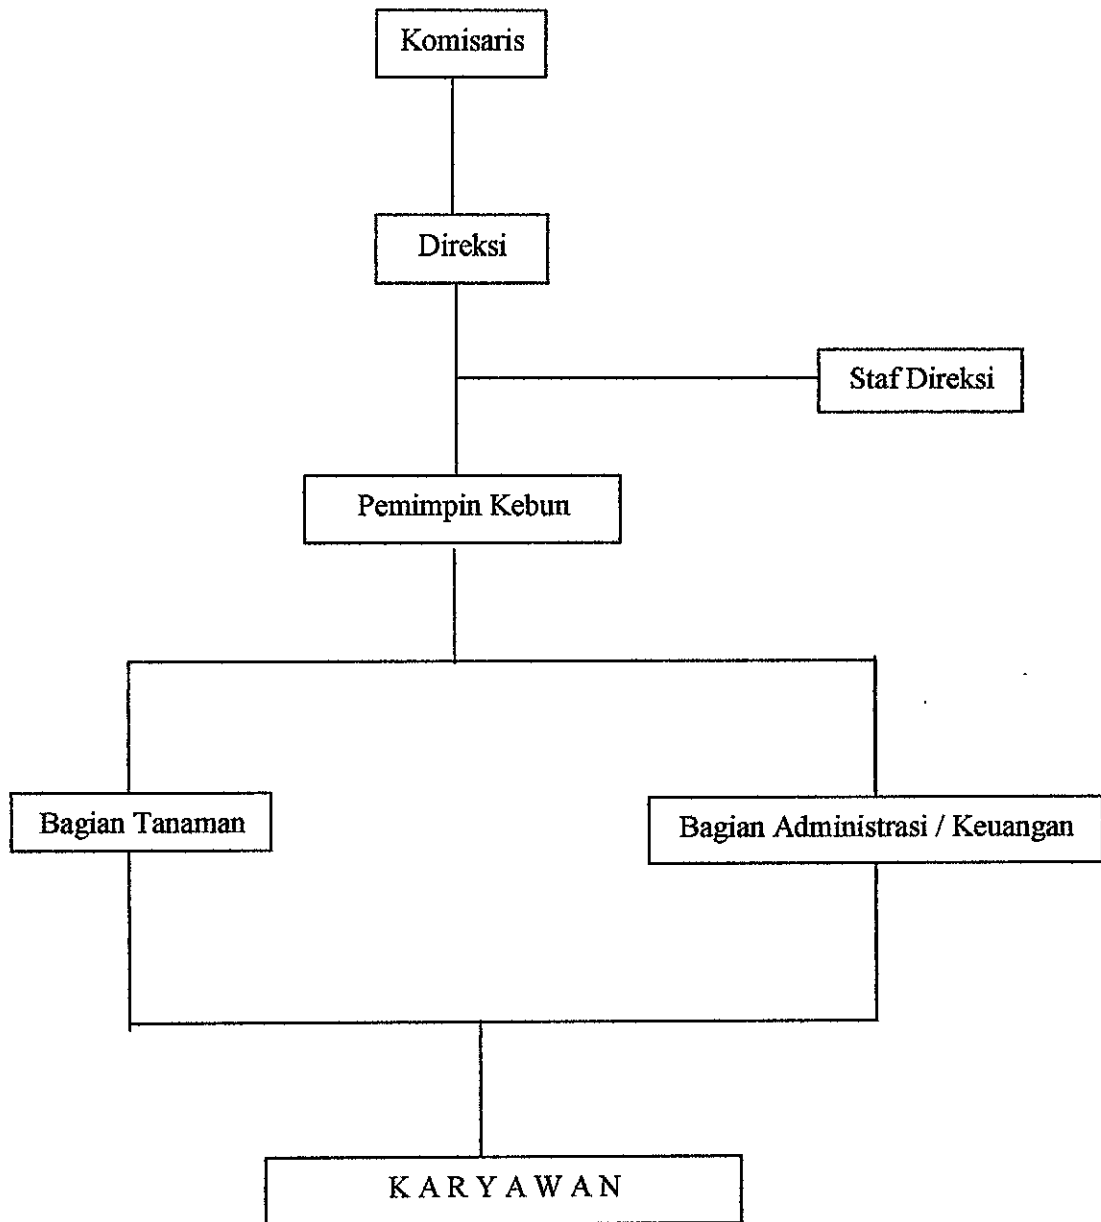 Komisaris
Direksi
Staf Direksi
Pemimpin Kebun
Bagian Tanaman
Bagian Administrasi / Keuangan
K A R Y A W A N